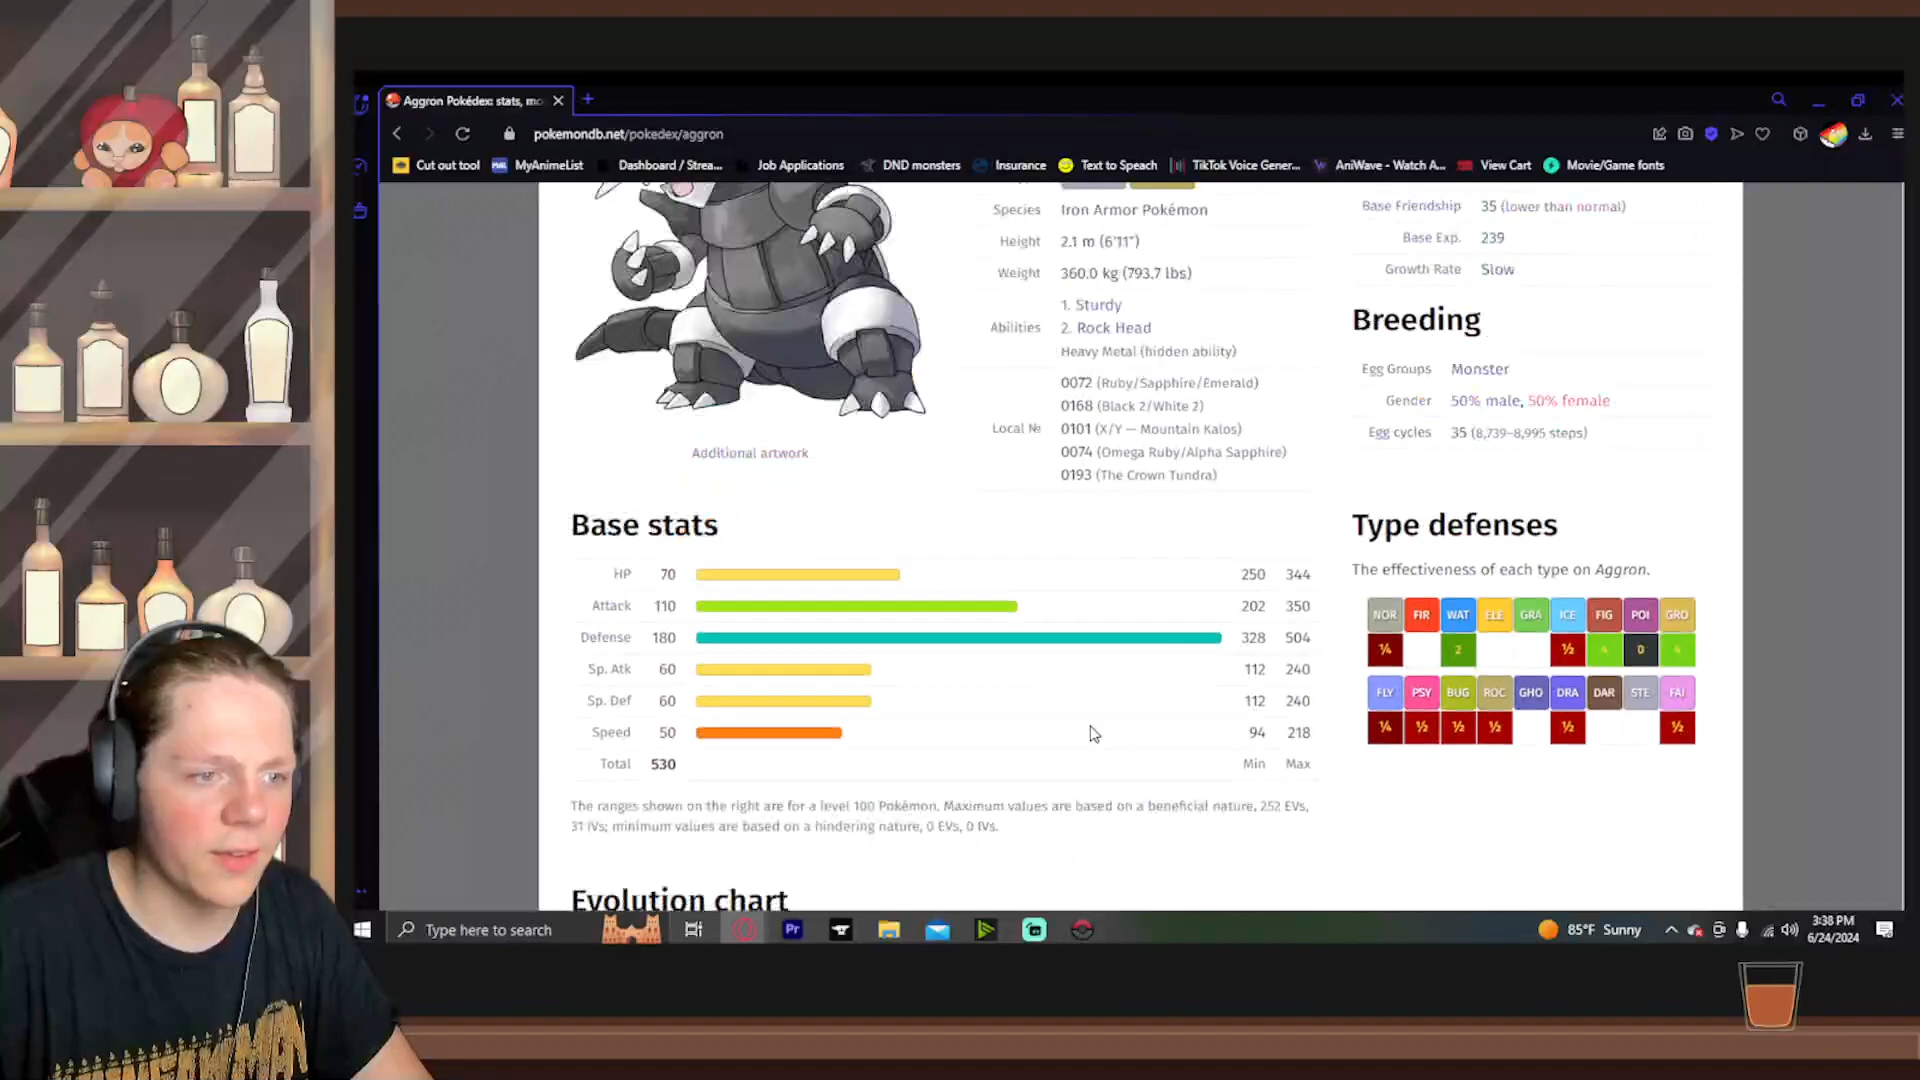 Aggron Pokédex: stats, mo
pokemondb.net/pokedex/aggron
Cut out tool MyAnimeList Dashboard / Strea... Job Applications DND monsters Insurance Text to Speech TikTok Voice Gener... AniWave - Watch A... View Cart Movie/Game fonts
Species Iron Armor Pokémon
Height 2.1 m (6′11″)
Weight 360.0 kg (793.7 lbs)
Abilities
1. Sturdy
2. Rock Head
Heavy Metal (hidden ability)
Local №
0072 (Ruby/Sapphire/Emerald)
0168 (Black 2/White 2)
0101 (X/Y — Mountain Kalos)
0074 (Omega Ruby/Alpha Sapphire)
0193 (The Crown Tundra)
Additional artwork
Base Friendship 35 (lower than normal)
Base Exp. 239
Growth Rate Slow
Breeding
Egg Groups Monster
Gender 50% male, 50% female
Egg cycles 35 (8,739–8,995 steps)
Base stats
HP 70 250 344
Attack 110 202 350
Defense 180 328 504
Sp. Atk 60 112 240
Sp. Def 60 112 240
Speed 50 94 218
Total 530 Min Max
The ranges shown on the right are for a level 100 Pokémon. Maximum values are based on a beneficial nature, 252 EVs,
31 IVs; minimum values are based on a hindering nature, 0 EVs, 0 IVs.
Type defenses
The effectiveness of each type on Aggron.
NOR FIR WAT ELE GRA ICE FIG POI GRO
¼ 2 ½ 4 0 4
FLY PSY BUG ROC GHO DRA DAR STE FAI
¼ ½ ½ ½ ½ ½
Evolution chart
Type here to search
Pr
85°F Sunny
3:38 PM
6/24/2024